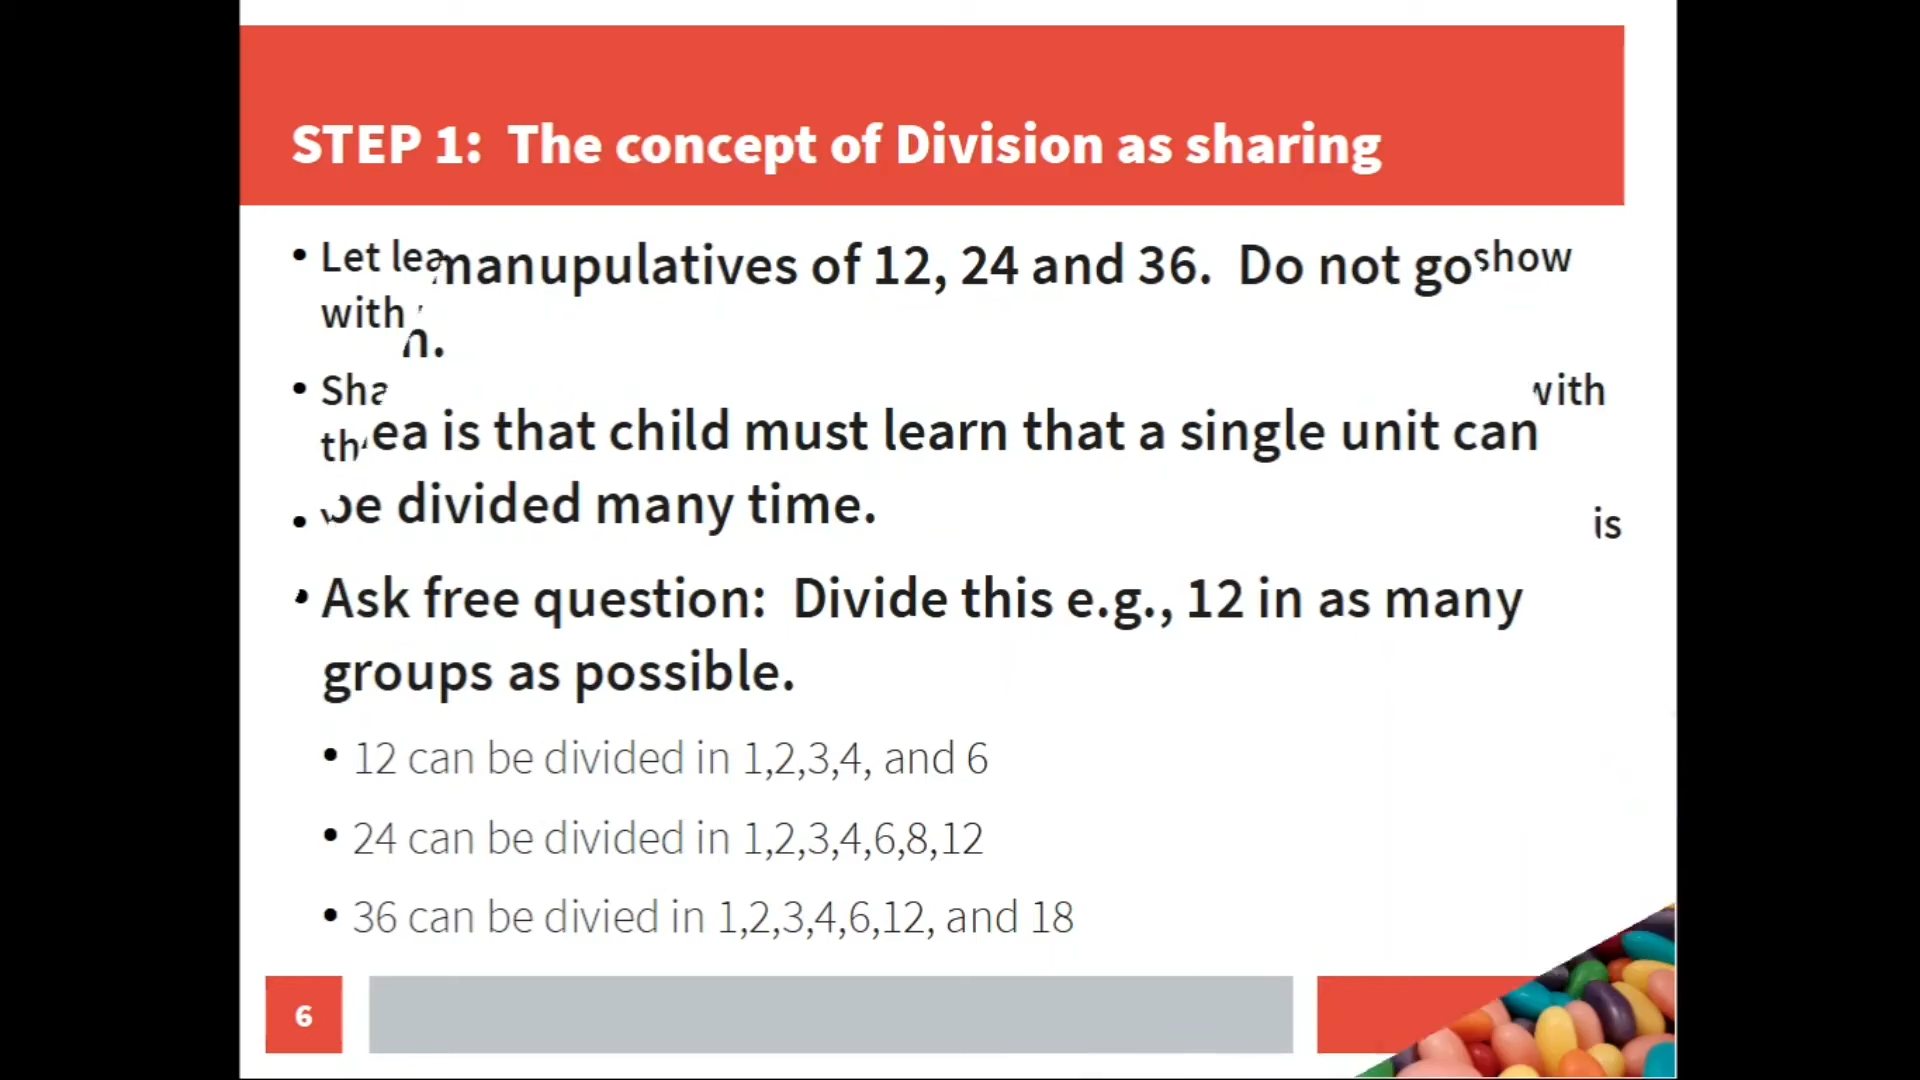 STEP 1: The concept of Division as sharing
• Let manupulatives of 12, 24 and 36. Do not go show
with
• with
is that child must learn that a single unit can
divided many time.
• is
• Ask free question: Divide this e.g., 12 in as many
groups as possible.
• 12 can be divided in 1,2,3,4, and 6
• 24 can be divided in 1,2,3,4,6,8,12
• 36 can be divied in 1,2,3,4,6,12, and 18
6